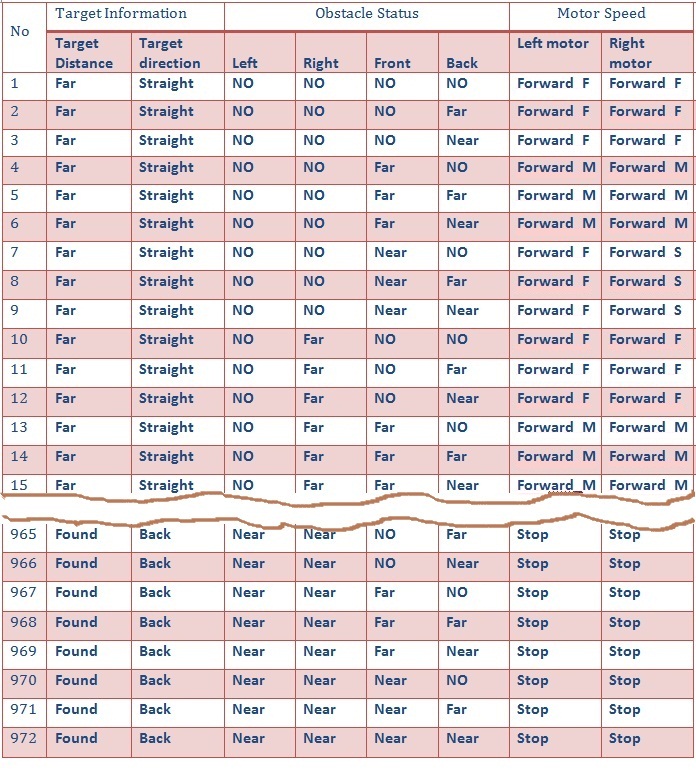 No Target Information Obstacle Status Motor Speed
Target Distance Target direction Left Right Front Back Left motor Right motor
1 Far Straight NO NO NO NO Forward F Forward F
2 Far Straight NO NO NO Far Forward F Forward F
3 Far Straight NO NO NO Near Forward F Forward F
4 Far Straight NO NO Far NO Forward M Forward M
5 Far Straight NO NO Far Far Forward M Forward M
6 Far Straight NO NO Far Near Forward M Forward M
7 Far Straight NO NO Near NO Forward F Forward S
8 Far Straight NO NO Near Far Forward F Forward S
9 Far Straight NO NO Near Near Forward F Forward S
10 Far Straight NO Far NO NO Forward F Forward F
11 Far Straight NO Far NO Far Forward F Forward F
12 Far Straight NO Far NO Near Forward F Forward F
13 Far Straight NO Far Far NO Forward M Forward M
14 Far Straight NO Far Far Far Forward M Forward M
15 Far Straight NO Far Far Near Forward M Forward M
965 Found Back Near Near NO Far Stop Stop
966 Found Back Near Near NO Near Stop Stop
967 Found Back Near Near Far NO Stop Stop
968 Found Back Near Near Far Far Stop Stop
969 Found Back Near Near Far Near Stop Stop
970 Found Back Near Near Near NO Stop Stop
971 Found Back Near Near Near Far Stop Stop
972 Found Back Near Near Near Near Stop Stop